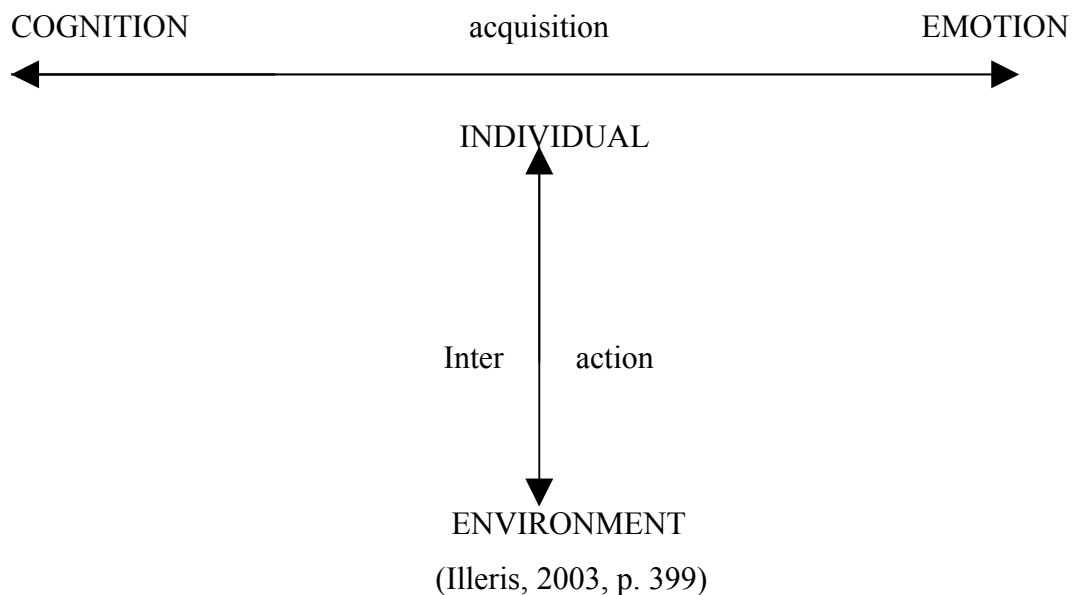 COGNITION acquisition EMOTION
INDIVIDUAL
Inter action
ENVIRONMENT
(Illeris, 2003, p. 399)